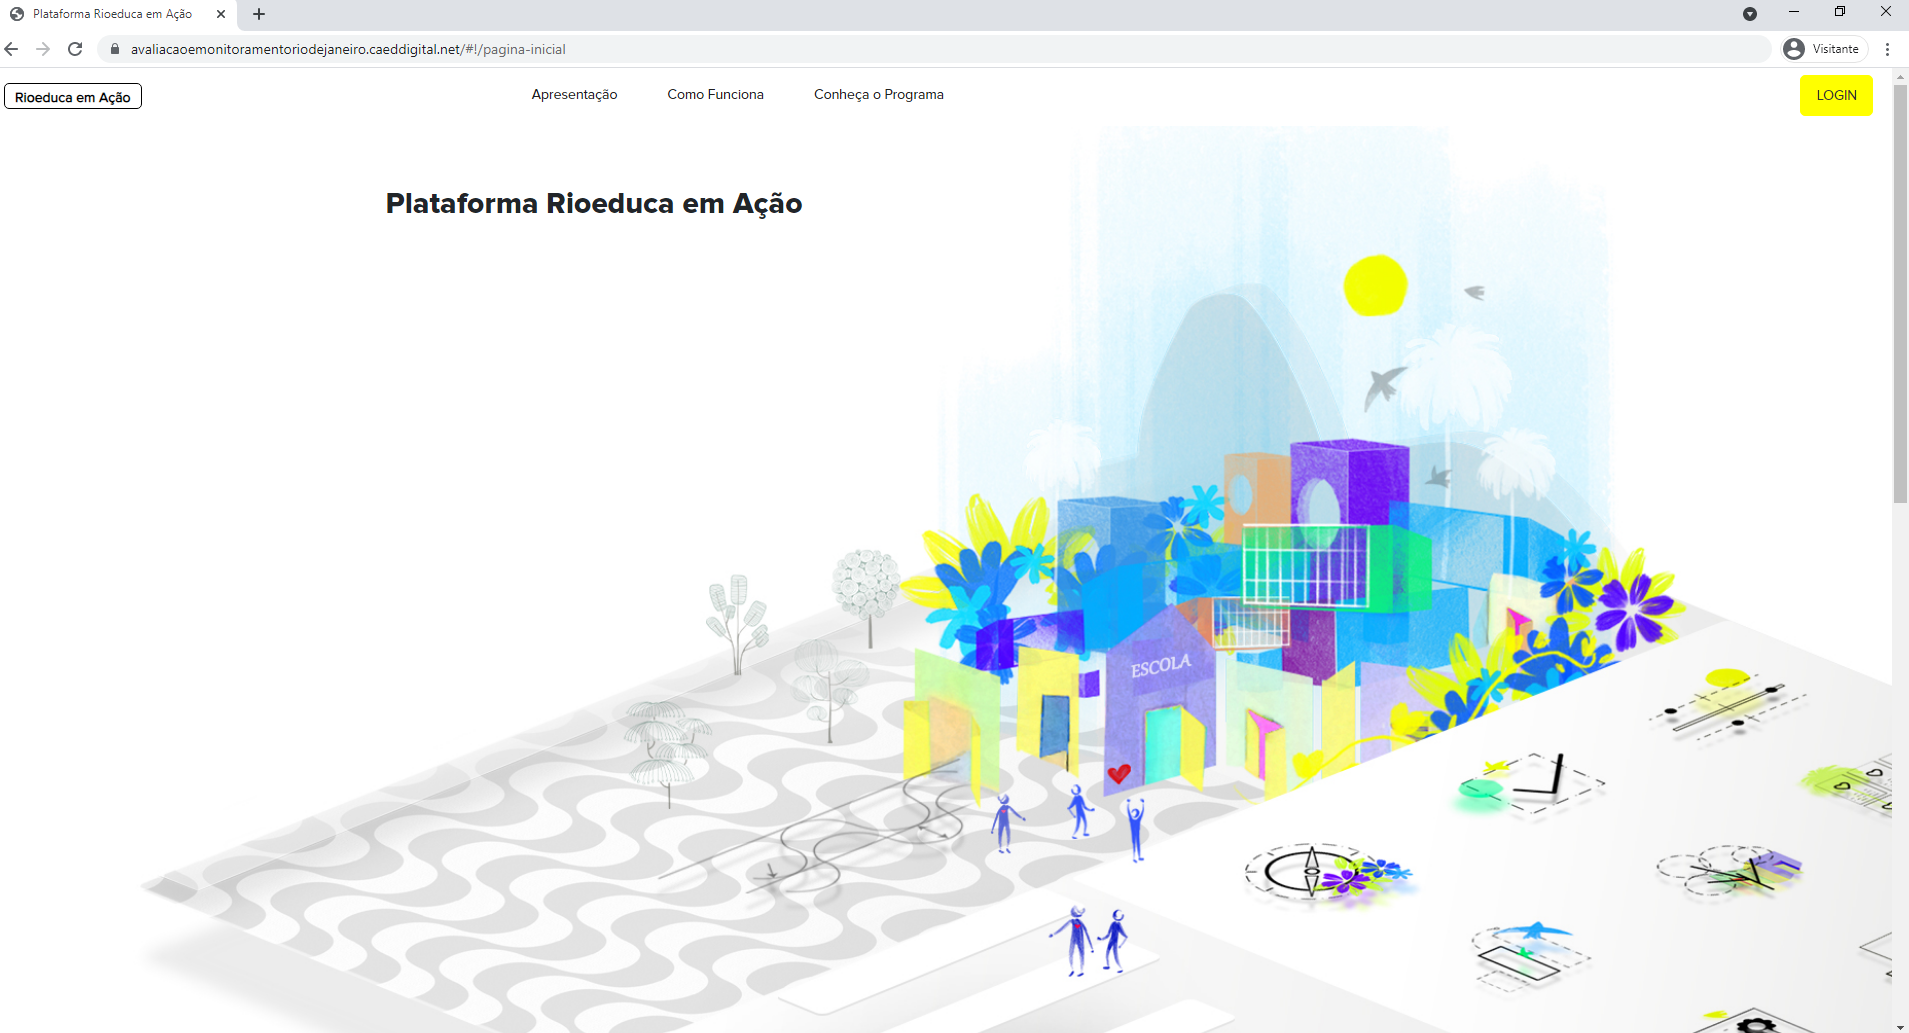 Plataforma Rioeduca em Ação
avaliacaoemonitoramentoriodejaneiro.caeddigital.net/#!/pagina-inicial
Visitante
Rioeduca em Ação
Apresentação
Como Funciona
Conheça o Programa
LOGIN
Plataforma Rioeduca em Ação
ESCOLA